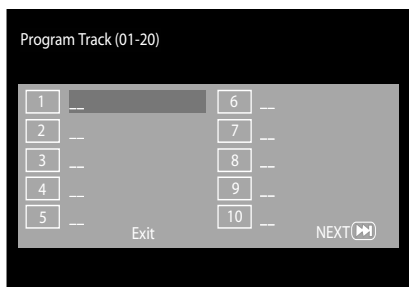 Program Track (01-20)
1 __ 6 __
2 __ 7 __
3 __ 8 __
4 __ 9 __
5 __ 10 __
Exit NEXT